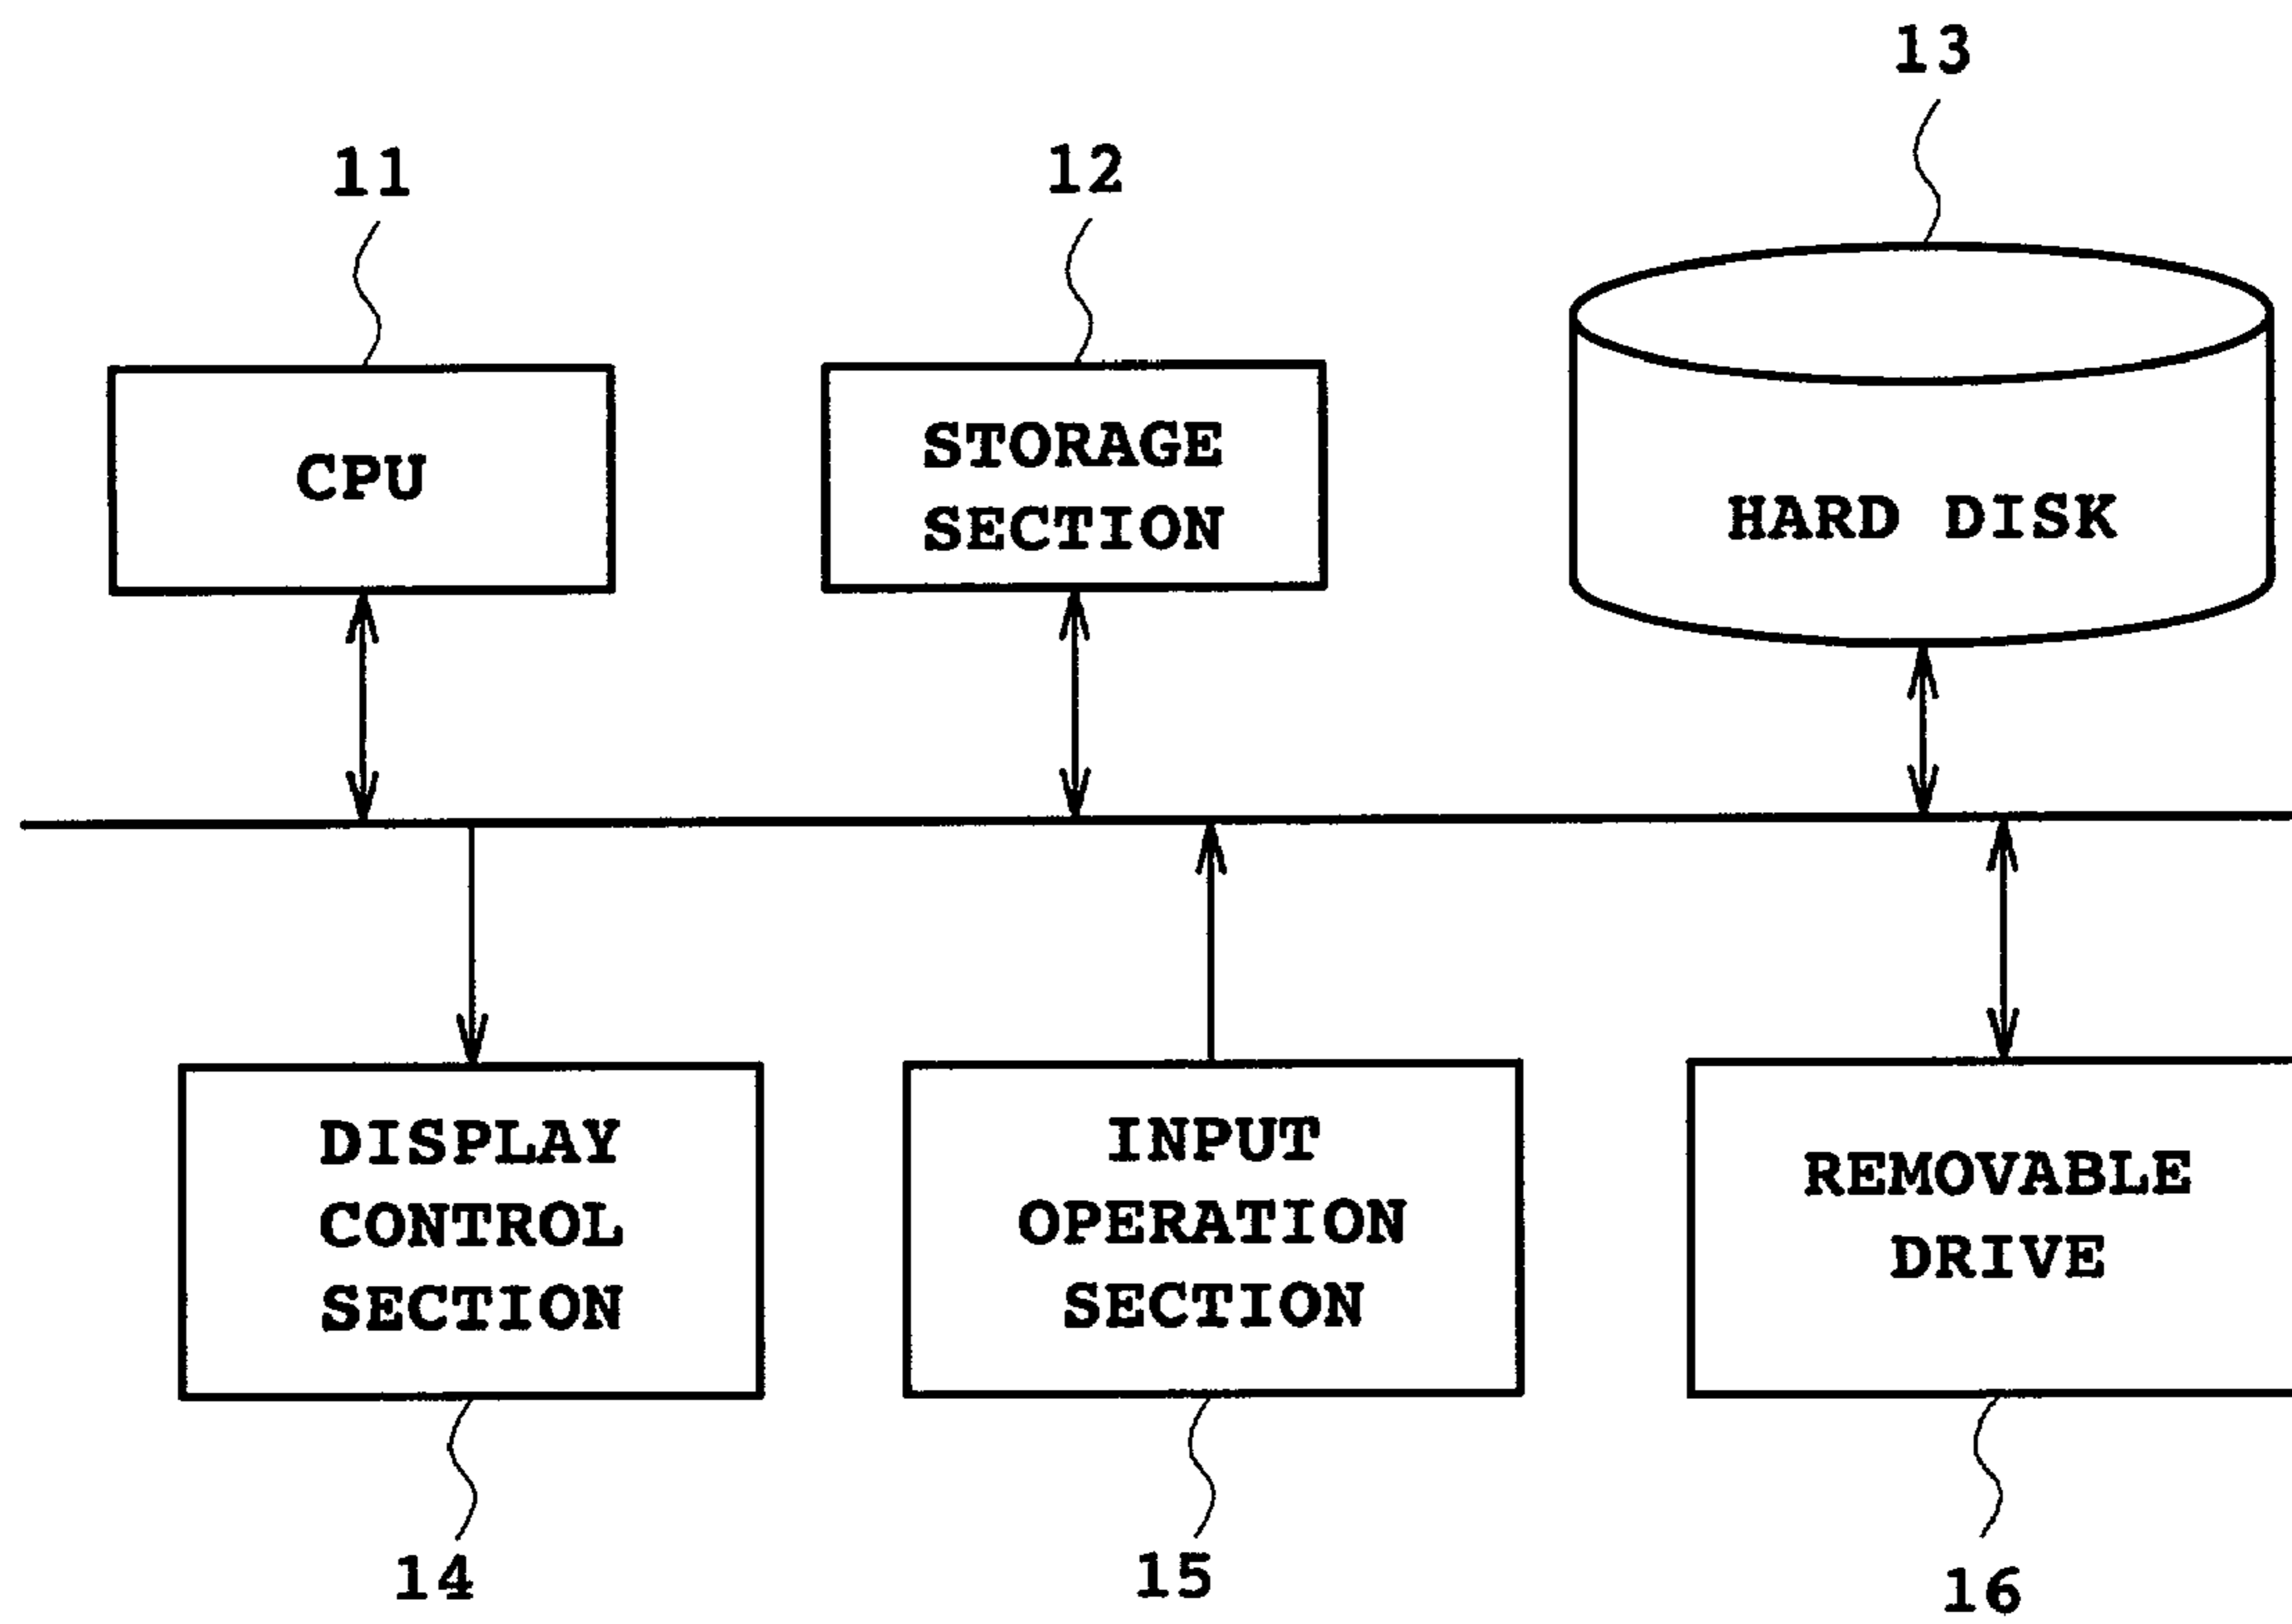 13
11
12
CPU
STORAGE
SECTION
HARD DISK
DISPLAY
CONTROL
SECTION
INPUT
OPERATION
SECTION
REMOVABLE
DRIVE
14
15
16